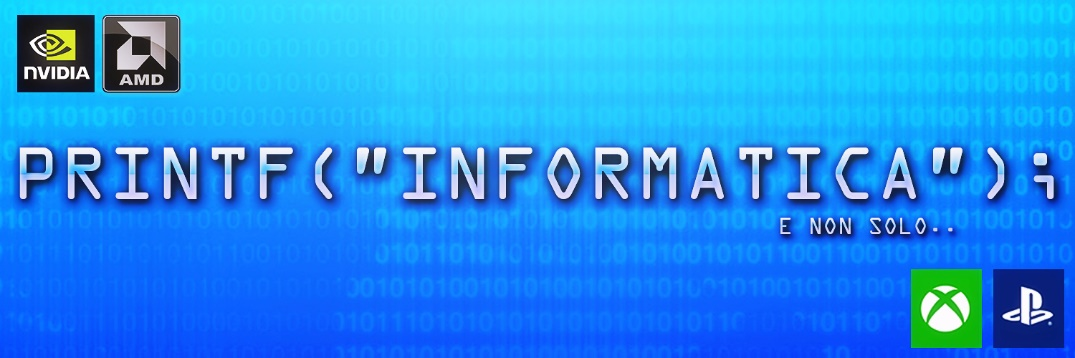 NVIDIA
AMD
PRINTF("INFORMATICA");
E NON SOLO..